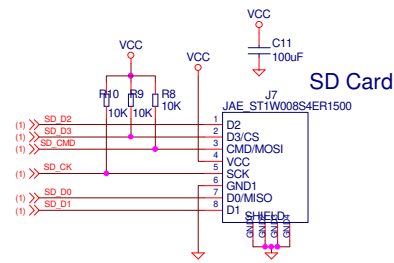 VCC
C11
100uF
SD Card
VCC
VCC
R10
R9
R8
10K
10K
10K
J7
JAE_ST1W008S4ER1500
(1) SD_D2 1 D2
(1) SD_D3 2 D3/CS
(1) SD_CMD 3 CMD/MOSI
4 VCC
(1) SD_CK 5 SCK
6 GND1
(1) SD_D0 7 D0/MISO
(1) SD_D1 8 D1
SHIELD